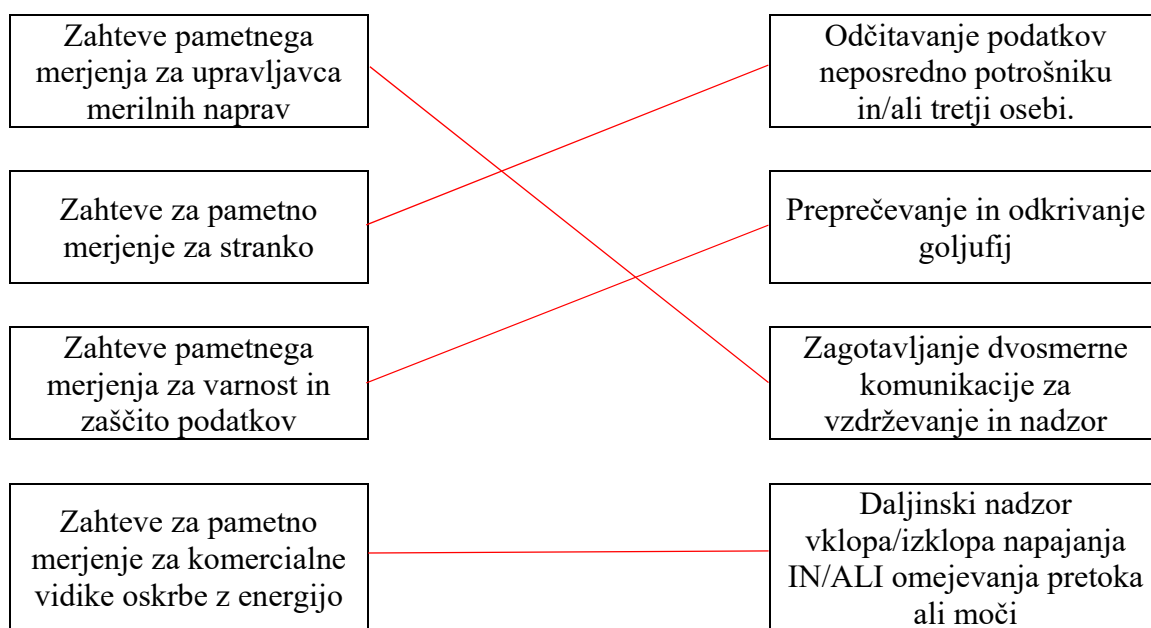 Zahteve pametnega
merjenja za upravljavca
merilnih naprav
Odčitavanje podatkov
neposredno potrošniku
in/ali tretji osebi.
Zahteve za pametno
merjenje za stranko
Preprečevanje in odkrivanje
goljufij
Zahteve pametnega
merjenja za varnost in
zaščito podatkov
Zagotavljanje dvosmerne
komunikacije za
vzdrževanje in nadzor
Zahteve za pametno
merjenje za komercialne
vidike oskrbe z energijo
Daljinski nadzor
vklopa/izklopa napajanja
IN/ALI omejevanja pretoka
ali moči